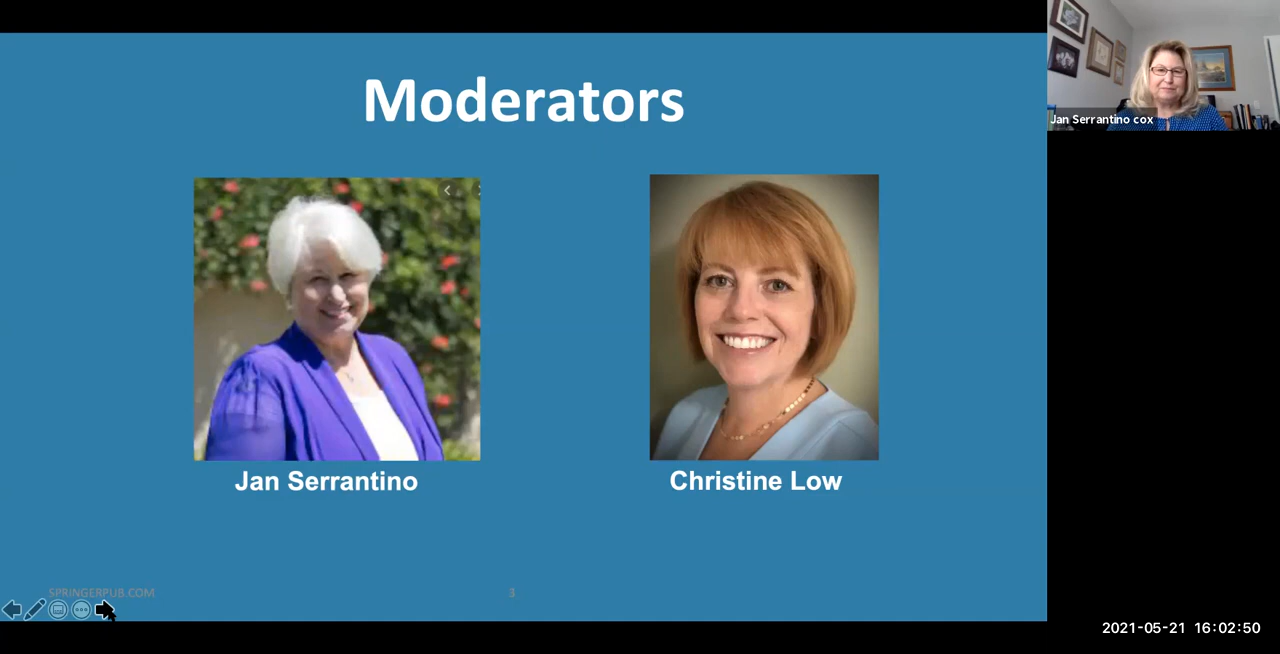 Moderators
Jan Serrantino cox
Jan Serrantino
Christine Low
SPRINGERPUB.COM
3
2021-05-21 16:02:50